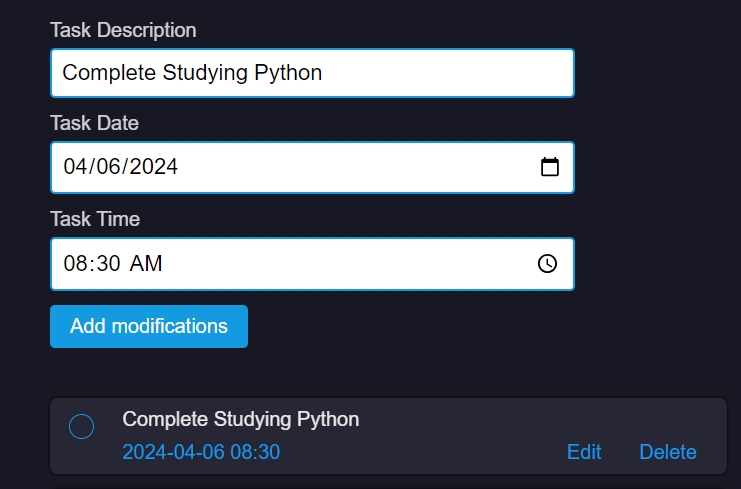 Task Description
Complete Studying Python
Task Date
04/06/2024
Task Time
08:30 AM
Add modifications
Complete Studying Python
2024-04-06 08:30
Edit
Delete